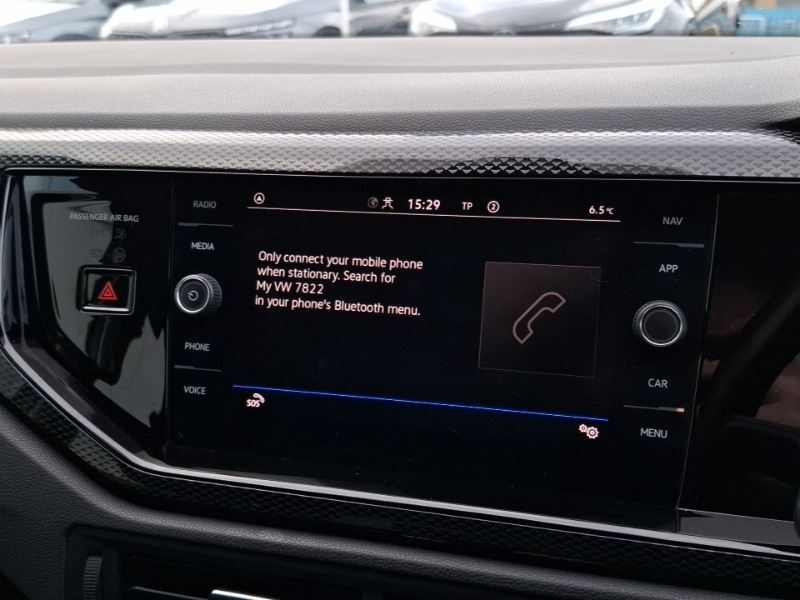 PASSENGER AIR BAG
RADIO
MEDIA
PHONE
VOICE
A
15:29
TP
2
6.5°C
Only connect your mobile phone
when stationary. Search for
My VW 7822
in your phone's Bluetooth menu.
SOS
NAV
APP
CAR
MENU